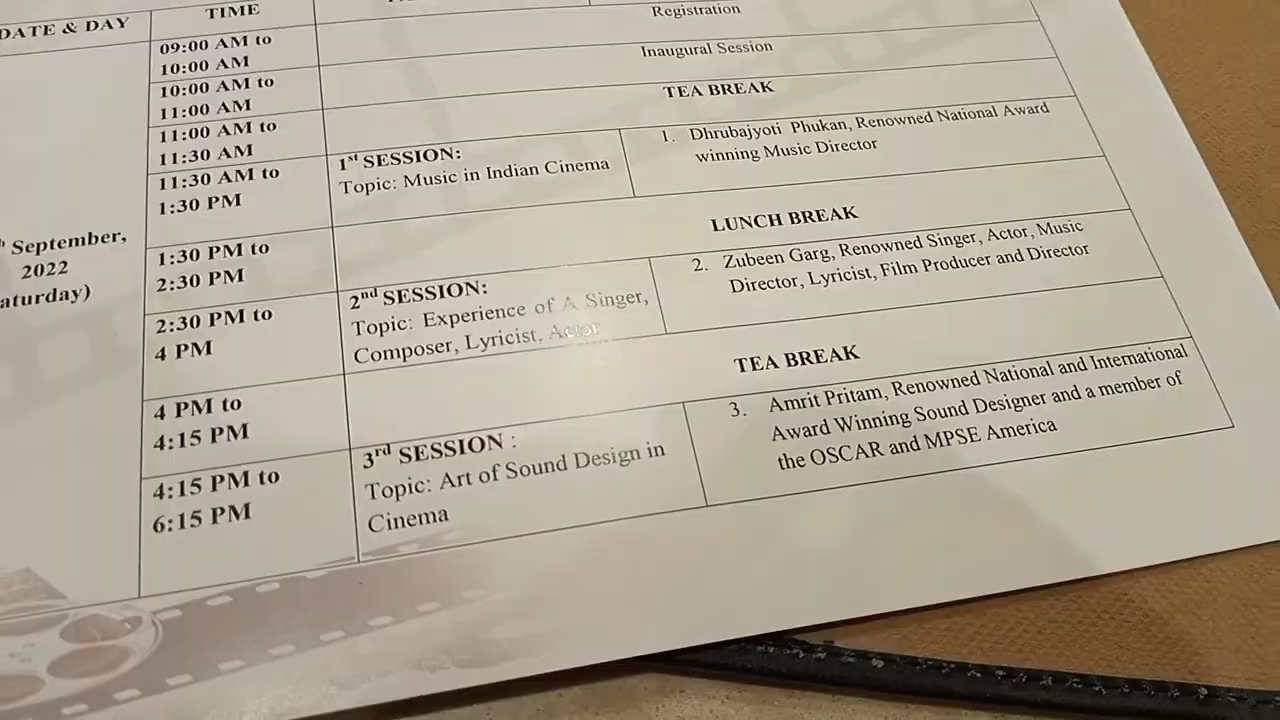 DATE & DAY
TIME
09:00 AM to
10:00 AM
Registration
10:00 AM to
11:00 AM
Inaugural Session
11:00 AM to
11:30 AM
TEA BREAK
11:30 AM to
1:30 PM
1st SESSION:
Topic: Music in Indian Cinema
1. Dhrubajyoti Phukan, Renowned National Award
winning Music Director
September,
2022
aturday)
1:30 PM to
2:30 PM
LUNCH BREAK
2:30 PM to
4 PM
2nd SESSION:
Topic: Experience of A Singer,
Composer, Lyricist, Actor
2. Zubeen Garg, Renowned Singer, Actor, Music
Director, Lyricist, Film Producer and Director
4 PM to
4:15 PM
TEA BREAK
4:15 PM to
6:15 PM
3rd SESSION :
Topic: Art of Sound Design in
Cinema
3. Amrit Pritam, Renowned National and International
Award Winning Sound Designer and a member of
the OSCAR and MPSE America